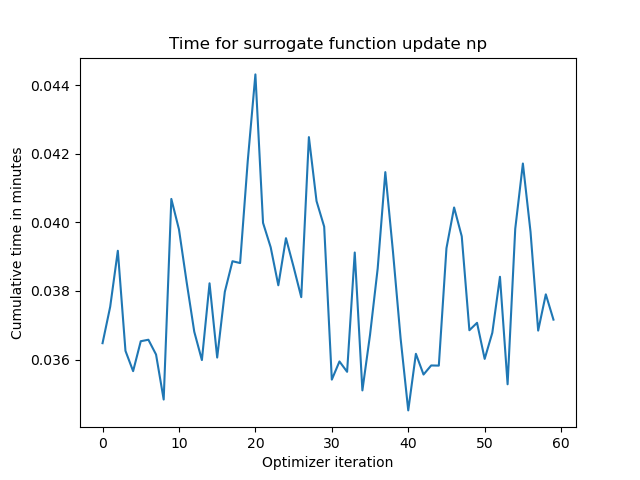 Time for surrogate function update np
0.044
0.042
0.040
0.038
0.036
Cumulative time in minutes
0 10 20 30 40 50 60
Optimizer iteration